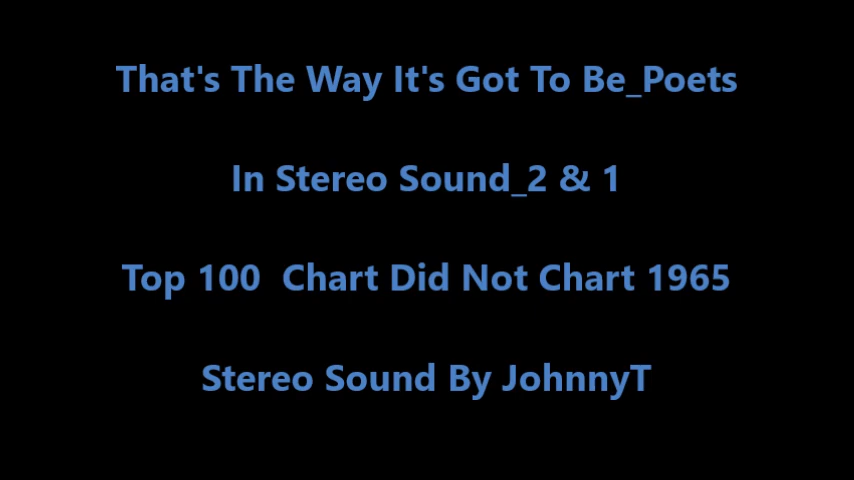 That's The Way It's Got To Be_Poets
In Stereo Sound_2 & 1
Top 100  Chart Did Not Chart 1965
Stereo Sound By JohnnyT